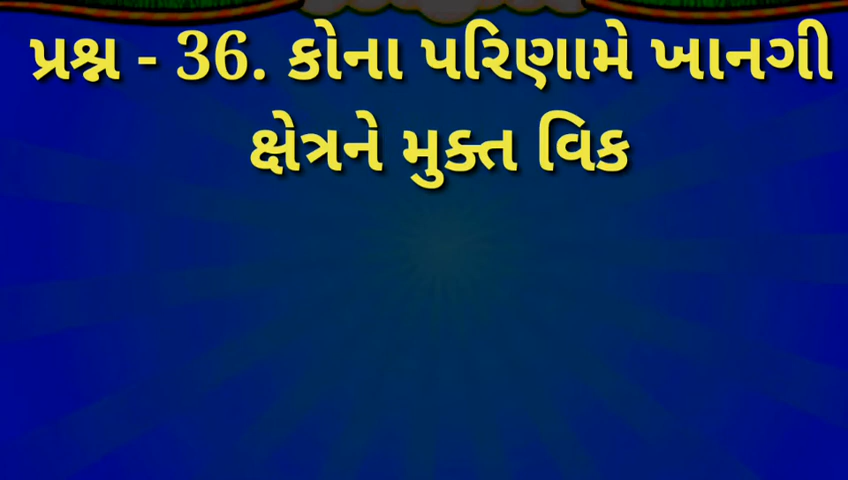 પ્રશ્ન - 36. કોના પરિણામે ખાનગી
ક્ષેત્રને મુક્ત વિક